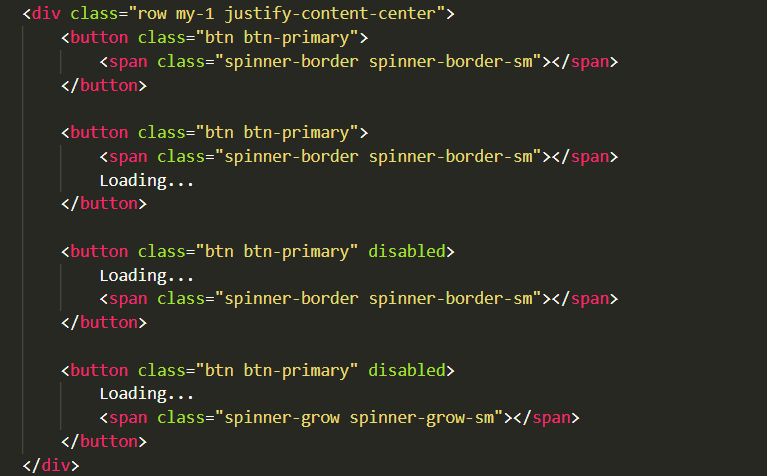 <div class="row my-1 justify-content-center">
    <button class="btn btn-primary">
        <span class="spinner-border spinner-border-sm"></span>
    </button>

    <button class="btn btn-primary">
        <span class="spinner-border spinner-border-sm"></span>
        Loading...
    </button>

    <button class="btn btn-primary" disabled>
        Loading...
        <span class="spinner-border spinner-border-sm"></span>
    </button>

    <button class="btn btn-primary" disabled>
        Loading...
        <span class="spinner-grow spinner-grow-sm"></span>
    </button>
</div>